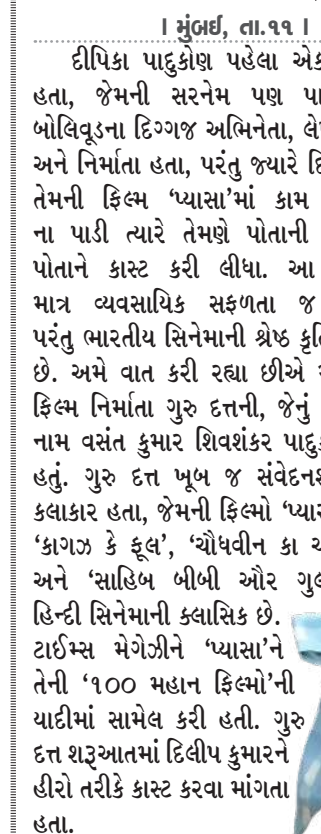 । મુંબઈ, તા.૧૧ ।
દીપિકા પાદુકોણ પહેલા
હતા, જેમની સરનેમ પણ
બોલિવૂડના દિગ્ગજ અભિનેતા,
અને નિર્માતા હતા, પરંતુ જ્યારે
તેમની ફિલ્મ ‘પ્યાસા’માં કામ
ના પાડી ત્યારે તેમણે પોતાની
પોતાને કાસ્ટ કરી લીધા. આ
માત્ર વ્યવસાયિક સફળતા જ
પરંતુ ભારતીય સિનેમાની શ્રેષ્ઠ
છે. અમે વાત કરી રહ્યા છીએ
ફિલ્મ નિર્માતા ગુરુ દત્તની, જેનું
નામ વસંત કુમાર શિવશંકર
હતું. ગુરુ દત્ત ખૂબ જ
કલાકાર હતા, જેમની ફિલ્મો
‘કાગઝ કે ફૂલ’, ‘ચૌધવીન કા
અને ‘સાહિબ બીબી ઔર
હિન્દી સિનેમાની ક્લાસિક છે.
ટાઈમ્સ મેગેઝીને ‘પ્યાસા’ને
તેની ‘૧૦૦ મહાન ફિલ્મો’ની
યાદીમાં સામેલ કરી હતી. ગુરુ
દત્ત શરૂઆતમાં દિલીપ કુમારને
હીરો તરીકે કાસ્ટ કરવા માંગતા
હતા.